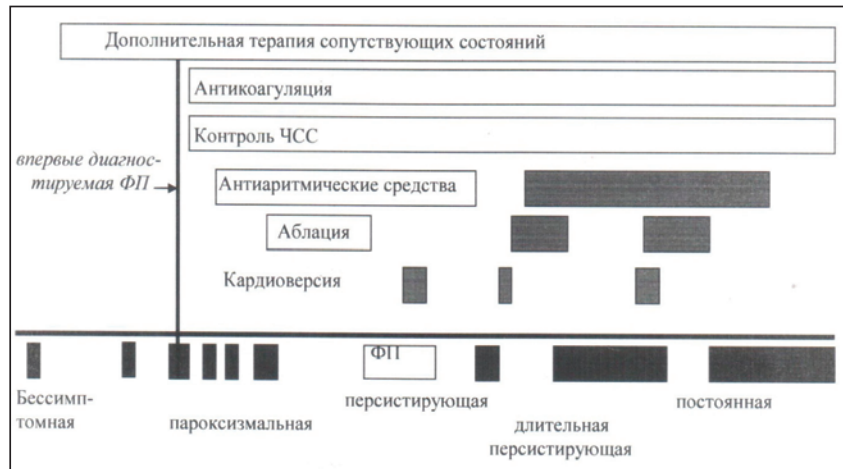 Дополнительная терапия сопутствующих состояний
Антикоагуляция
Контроль ЧСС
впервые диагнос-
тируемая ФП
Антиаритмические средства
Аблация
Кардиоверсия
ФП
Бессимп-
томная
пароксизмальная
персистирующая
длительная
персистирующая
постоянная